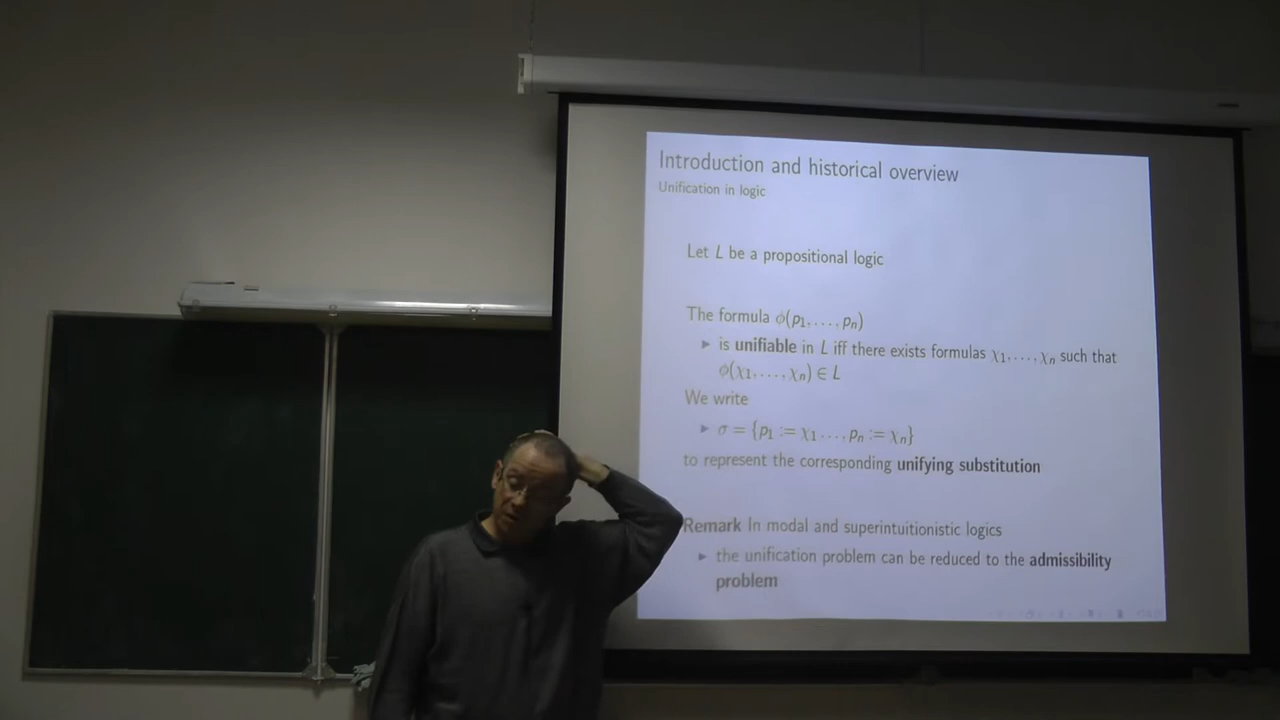 Introduction and historical overview
Unification in logic
Let L be a propositional logic
The formula ϕ(p₁, . . . , pₙ)
▶ is unifiable in L iff there exists formulas χ₁, . . . , χₙ such that
ϕ(χ₁, . . . , χₙ) ∈ L
We write
▶ σ = {p₁ := χ₁ . . . , pₙ := χₙ}
to represent the corresponding unifying substitution
Remark In modal and superintuitionistic logics
▶ the unification problem can be reduced to the admissibility
problem